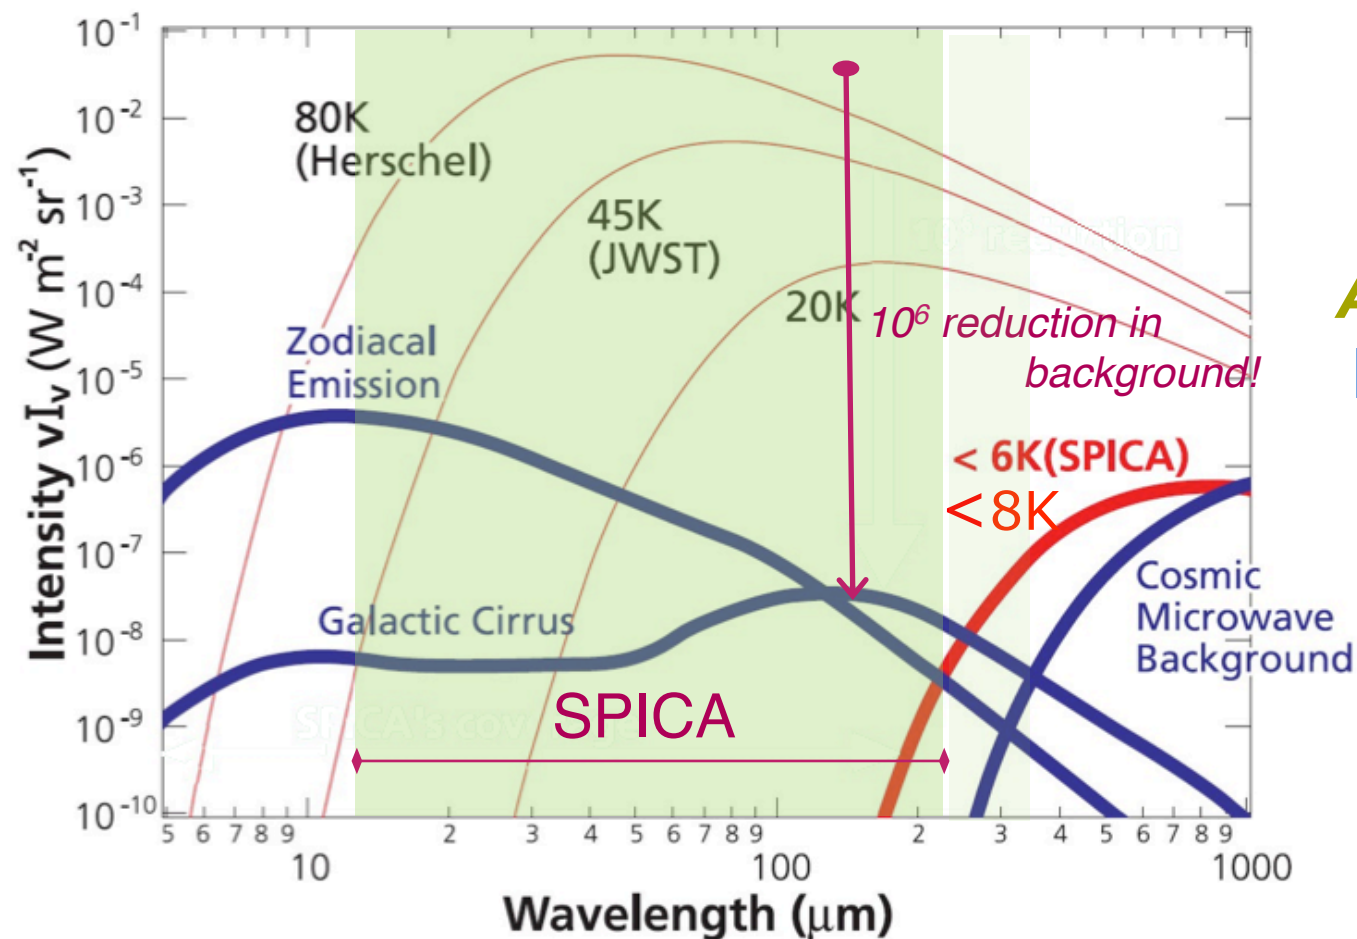 10-1
10-2
10-3
10-4
10-5
10-6
10-7
10-8
10-9
10-10
Intensity νIν (W m-2 sr-1)
80K
(Herschel)
45K
(JWST)
20K
106 reduction in
background!
Zodiacal
Emission
< 6K(SPICA)
<8K
Cosmic
Microwave
Background
Galactic Cirrus
SPICA
5 6 7 8 9 2 3 4 5 6 7 8 9 2 3 4 5 6 7 8 9
10 100 1000
Wavelength (μm)